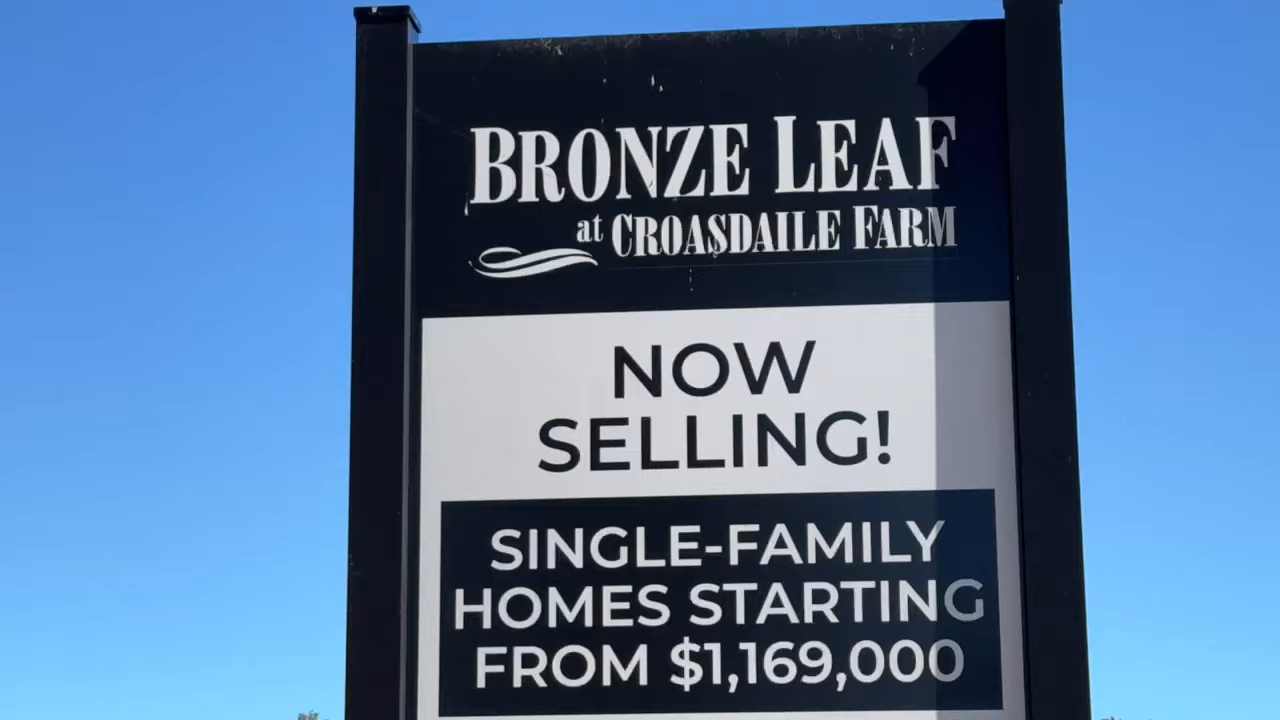 BRONZE LEAF
at CROASDAILE FARM
NOW
SELLING!
SINGLE-FAMILY
HOMES STARTING
FROM $1,169,000